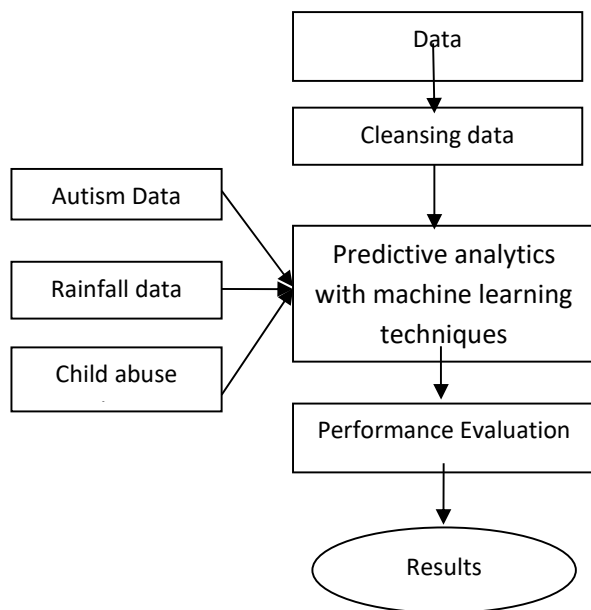 Data
Cleansing data
Autism Data
Rainfall data
Child abuse
Predictive analytics
with machine learning
techniques
Performance Evaluation
Results